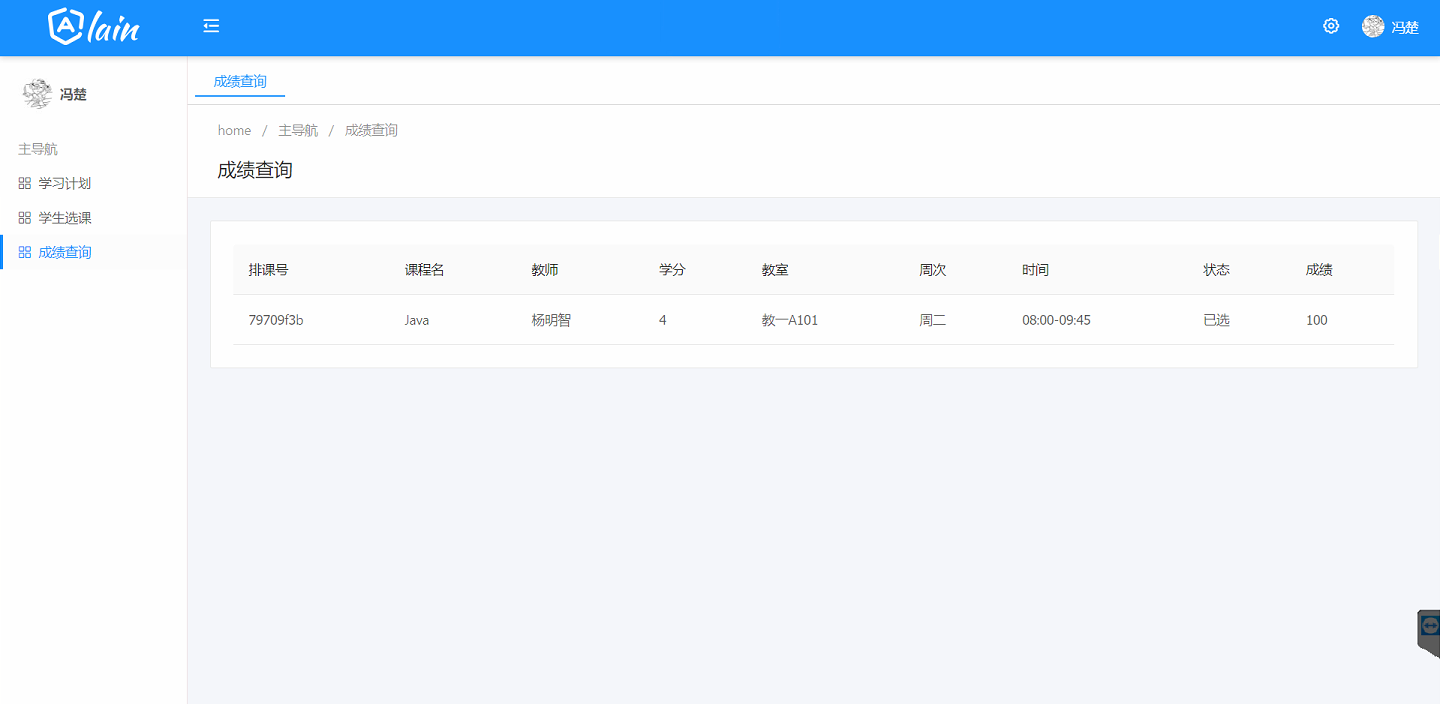 Alain
冯楚
冯楚
主导航
学习计划
学生选课
成绩查询
成绩查询
home / 主导航 / 成绩查询
成绩查询
排课号 课程名 教师 学分 教室 周次 时间 状态 成绩
79709f3b Java 杨明智 4 教一A101 周二 08:00-09:45 已选 100